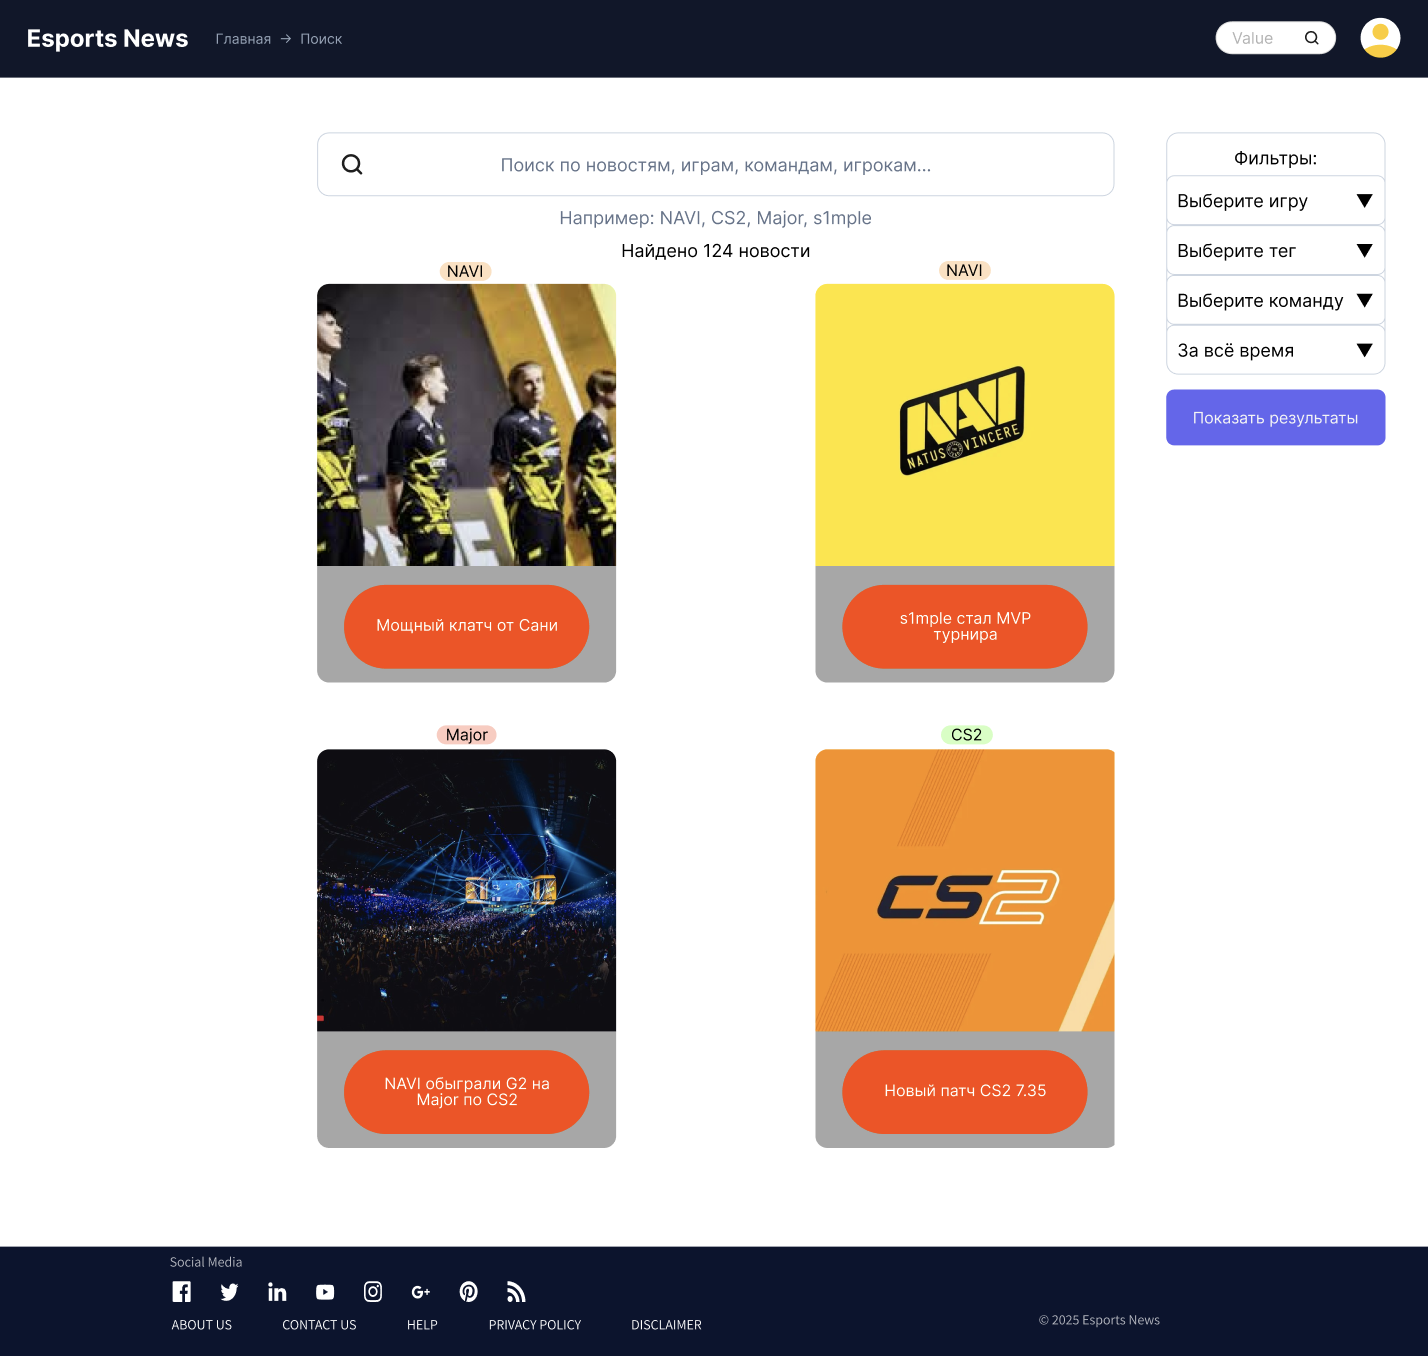 Esports News
Главная → Поиск
Value
Поиск по новостям, играм, командам, игрокам...
Например: NAVI, CS2, Major, s1mple
Найдено 124 новости
Фильтры:
Выберите игру ▼
Выберите тег ▼
Выберите команду ▼
За всё время ▼
Показать результаты
NAVI
NAVI
NAVI
NATUS VINCERE
Мощный клатч от Сани
s1mple стал MVP
турнира
Major
CS2
CS2
NAVI обыграли G2 на
Major по CS2
Новый патч CS2 7.35
Social Media
ABOUT US
CONTACT US
HELP
PRIVACY POLICY
DISCLAIMER
© 2025 Esports News